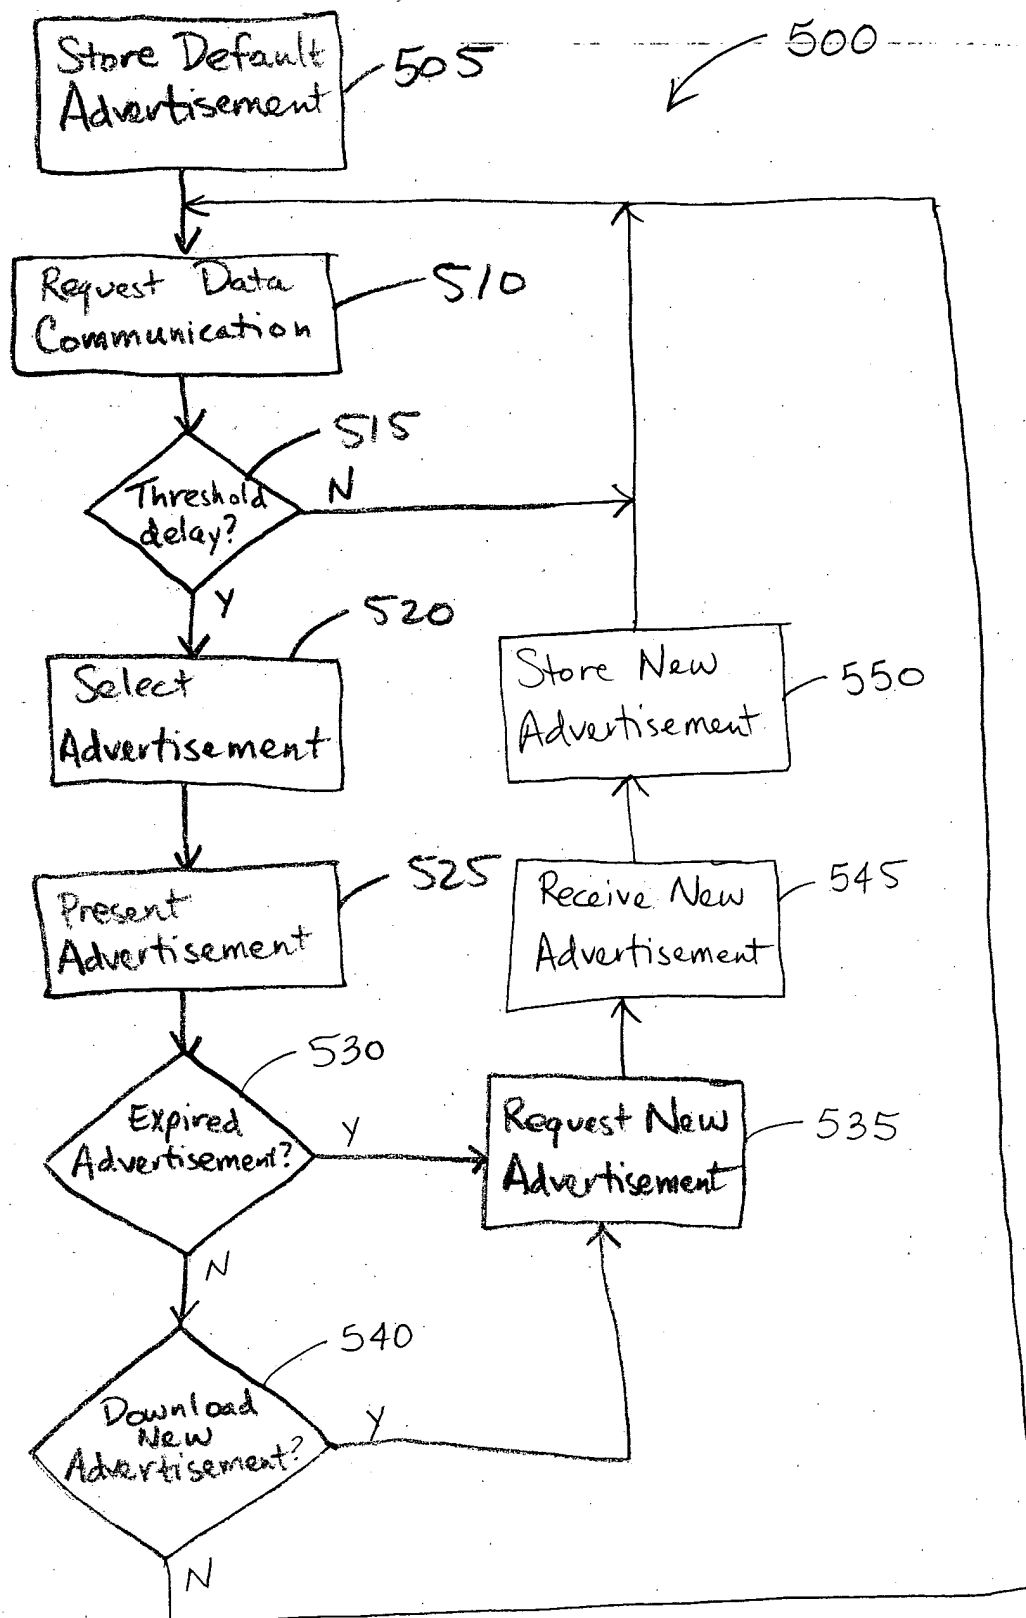 500
Store Default
Advertisement
505
Request Data
Communication
510
515
Threshold
delay?
N
Y
520
Select
Advertisement
Present
Advertisement
525
530
Expired
Advertisement?
Y
N
540
Download
New
Advertisement?
Y
N
Request New
Advertisement
535
Receive New
Advertisement
545
Store New
Advertisement
550